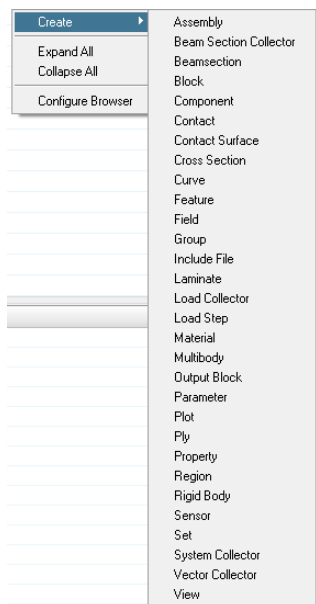 Create
Expand All
Collapse All
Configure Browser
Assembly
Beam Section Collector
Beamsection
Block
Component
Contact
Contact Surface
Cross Section
Curve
Feature
Field
Group
Include File
Laminate
Load Collector
Load Step
Material
Multibody
Output Block
Parameter
Plot
Ply
Property
Region
Rigid Body
Sensor
Set
System Collector
Vector Collector
View